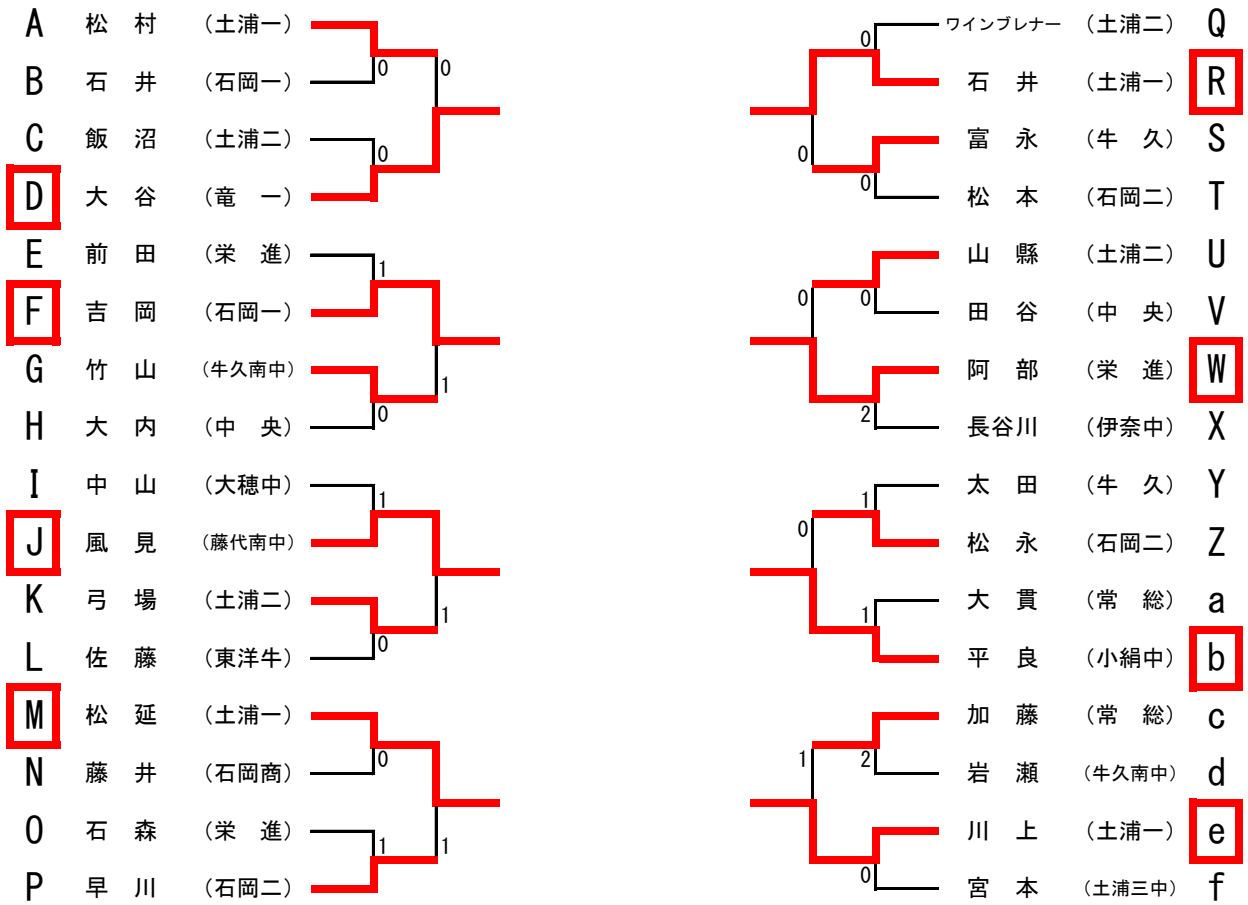 A 松 村 (土浦一)
0 0
B 石 井 (石岡一)
C 飯 沼 (土浦二)
0
D 大 谷 (竜 一)
E 前 田 (栄 進)
1
F 吉 岡 (石岡一)
G 竹 山 (牛久南中)
1
0
H 大 内 (中 央)
I 中 山 (大穂中)
1
J 風 見 (藤代南中)
K 弓 場 (土浦二)
1
0
L 佐 藤 (東洋牛)
M 松 延 (土浦一)
0
N 藤 井 (石岡商)
O 石 森 (栄 進)
1 1
P 早 川 (石岡二)
ワインブレナー (土浦二) Q
0
石 井 (土浦一) R
富 永 (牛 久) S
0
0
松 本 (石岡二) T
山 縣 (土浦二) U
0 0
田 谷 (中 央) V
阿 部 (栄 進) W
2
長谷川 (伊奈中) X
太 田 (牛 久) Y
1
0
松 永 (石岡二) Z
大 貫 (常 総) a
1
平 良 (小絹中) b
加 藤 (常 総) c
1 2
岩 瀬 (牛久南中) d
川 上 (土浦一) e
0
宮 本 (土浦三中) f